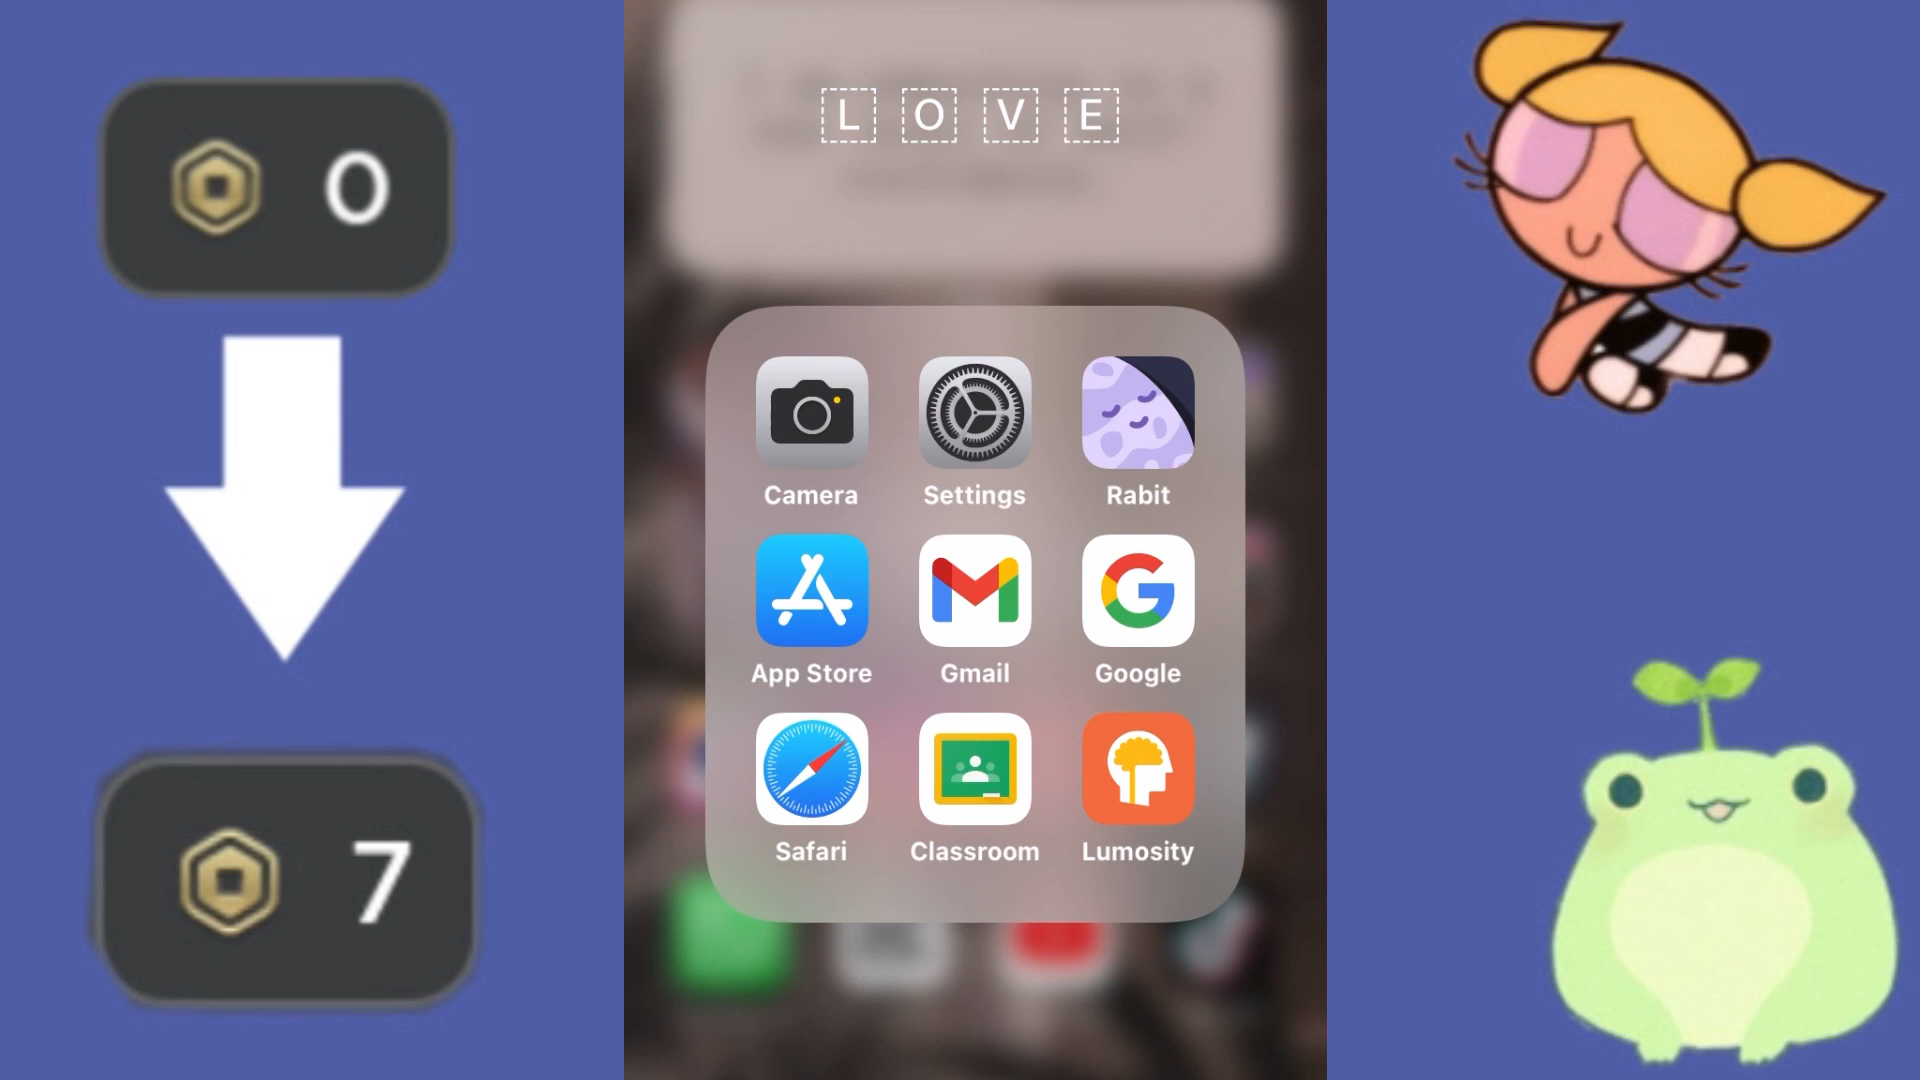 0
7
L O V E
Camera Settings Rabit
App Store Gmail Google
Safari Classroom Lumosity